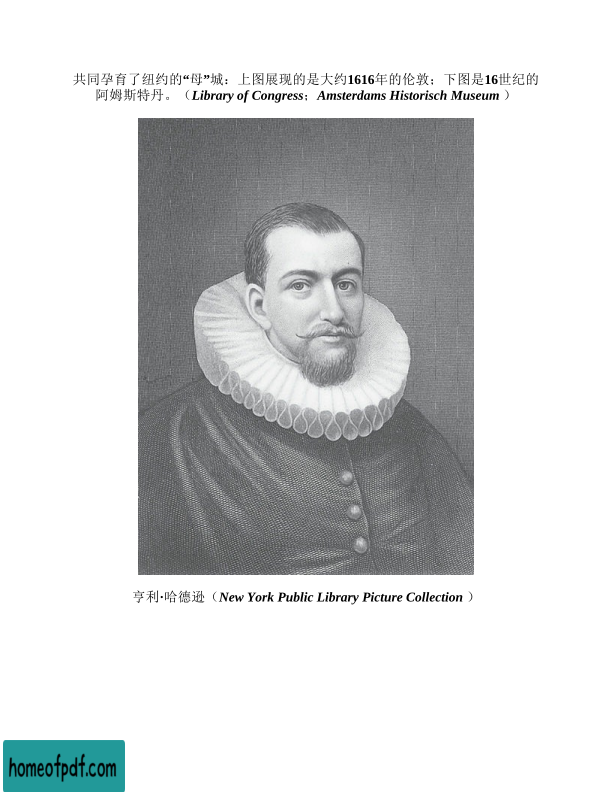 共同孕育了纽约的“母”城：上图展现的是大约1616年的伦敦；下图是16世纪的
阿姆斯特丹。（Library of Congress；Amsterdams Historisch Museum ）
亨利·哈德逊（New York Public Library Picture Collection ）
homeofpdf.com